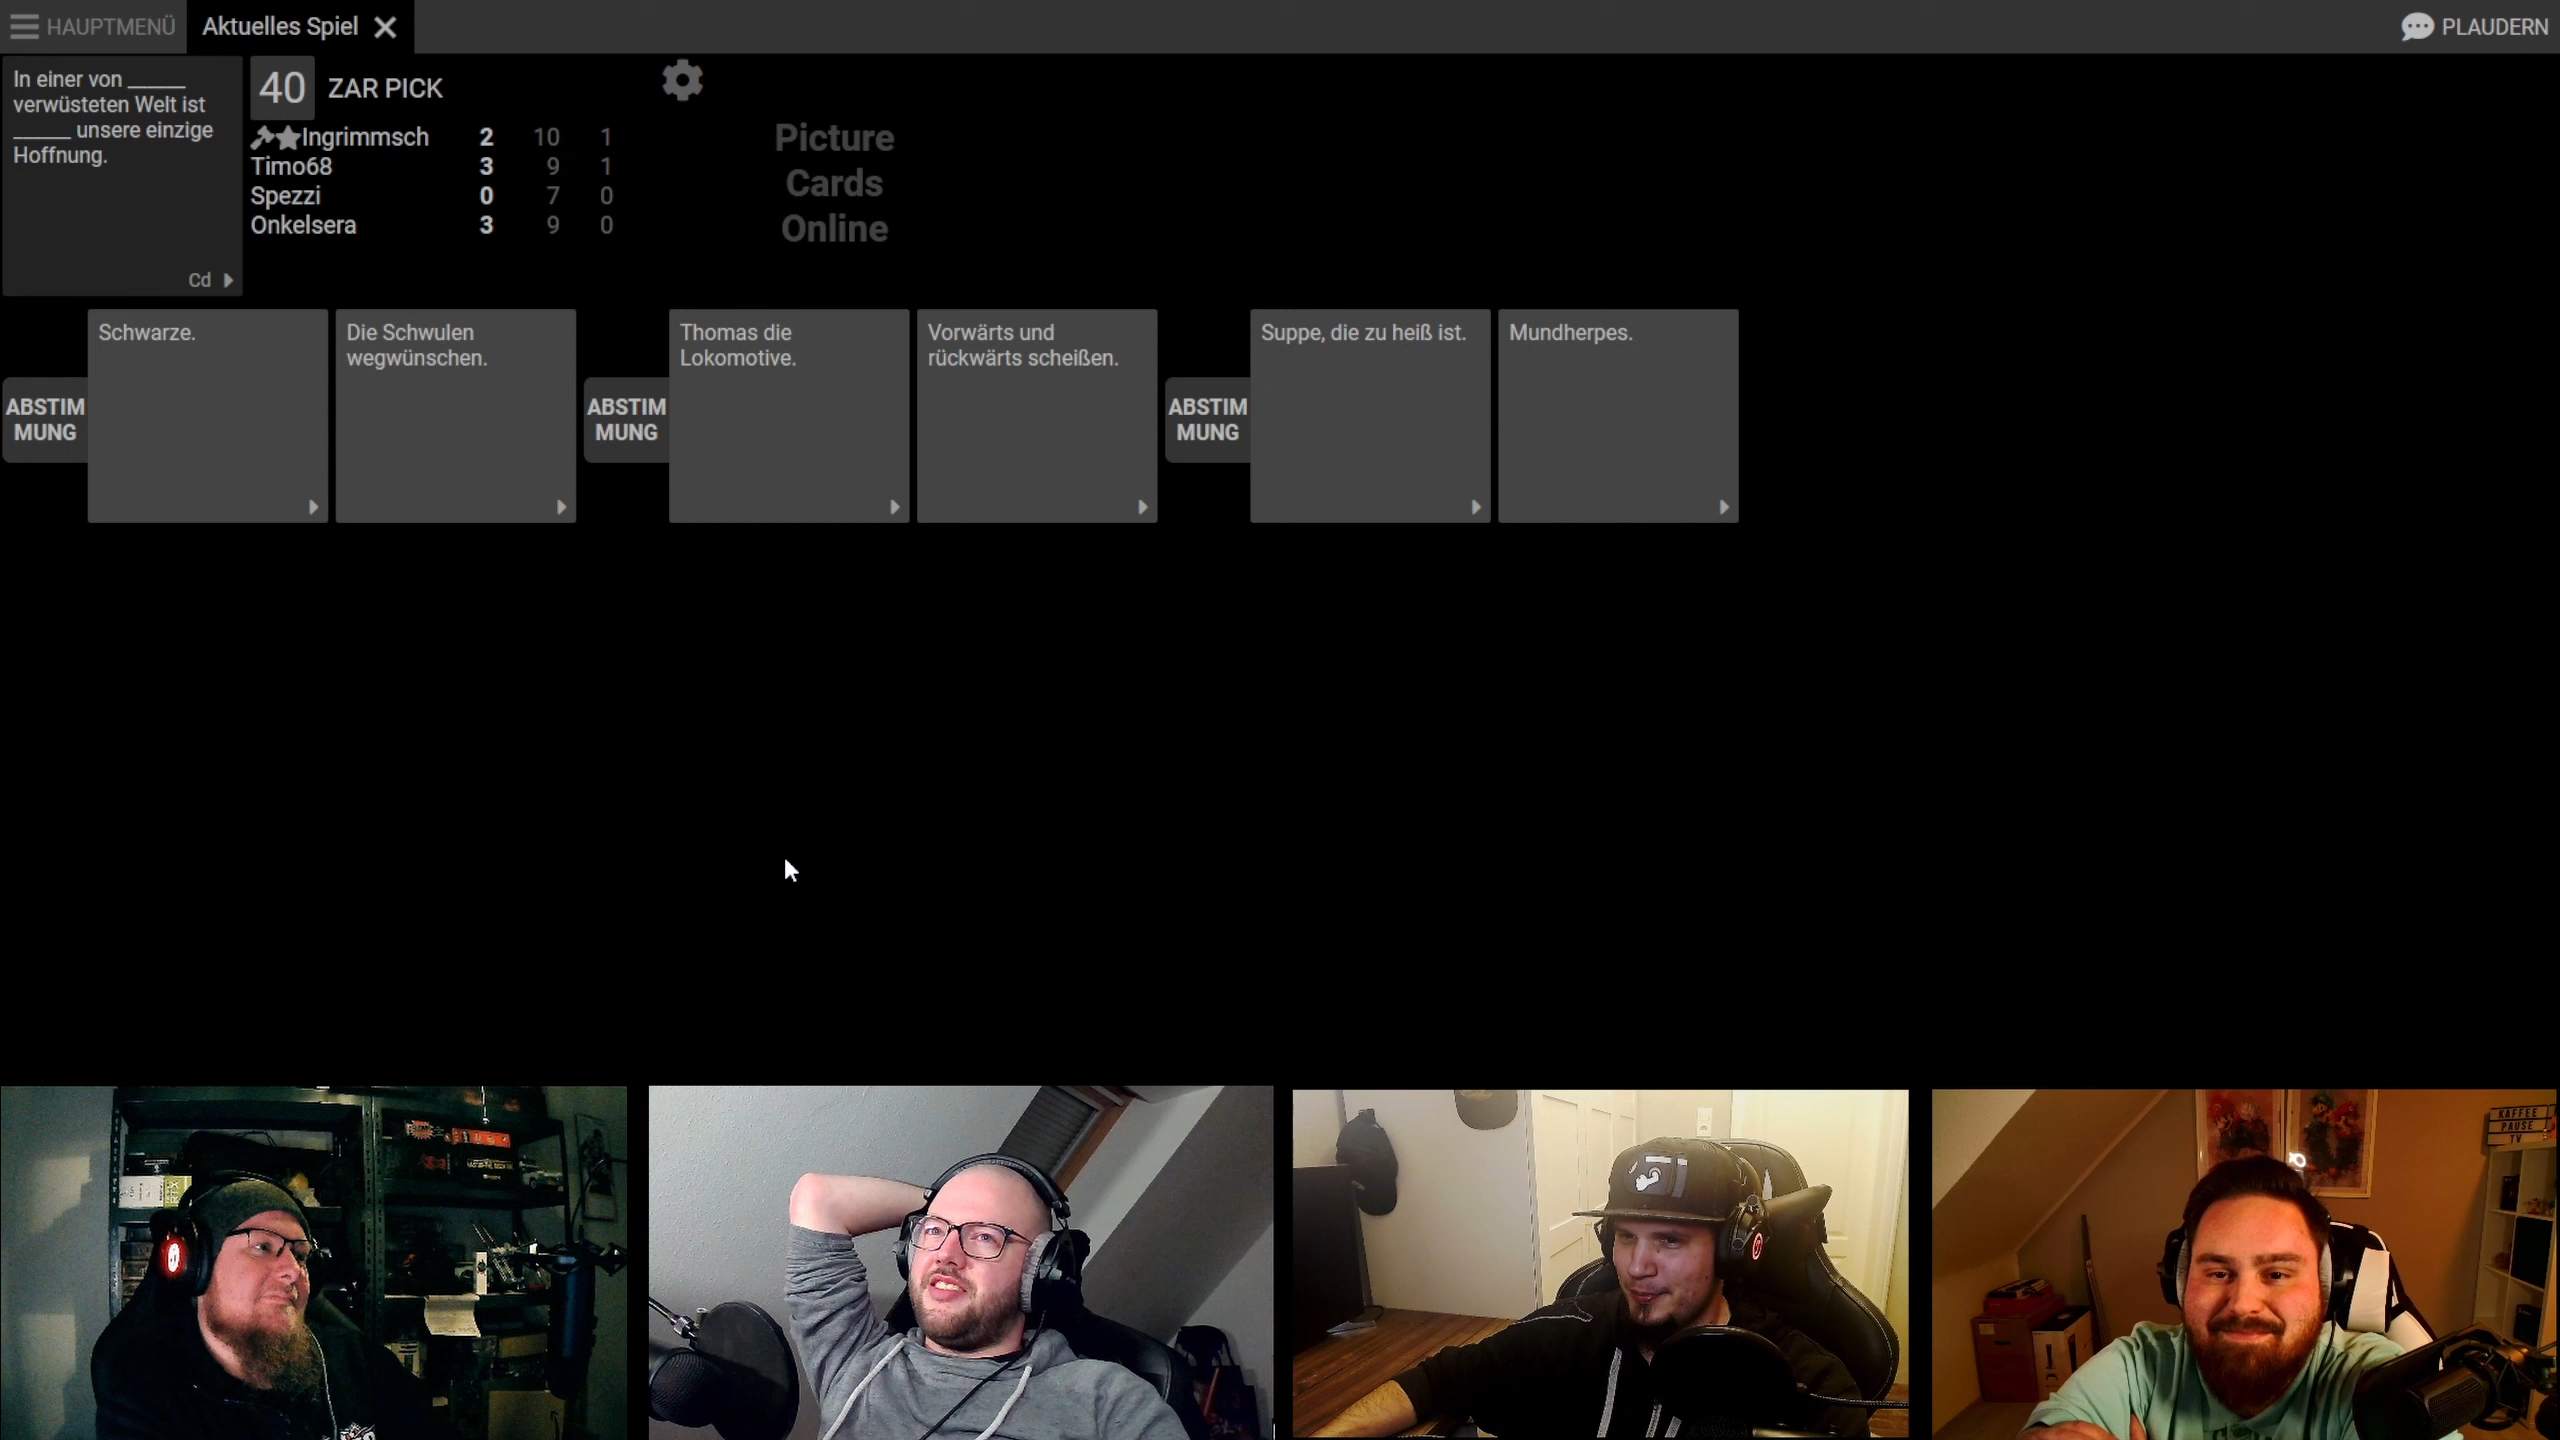 HAUPTMENÜ
Aktuelles Spiel
PLAUDERN
In einer von ______
verwüsteten Welt ist
______ unsere einzige
Hoffnung.
Cd
40 ZAR PICK
Ingrimmsch 2 10 1
Timo68 3 9 1
Spezzi 0 7 0
Onkelsera 3 9 0
Picture
Cards
Online
ABSTIM
MUNG
Schwarze.
Die Schwulen
wegwünschen.
ABSTIM
MUNG
Thomas die
Lokomotive.
Vorwärts und
rückwärts scheißen.
ABSTIM
MUNG
Suppe, die zu heiß ist.
Mundherpes.
KAFFEE
PAUSE
TV